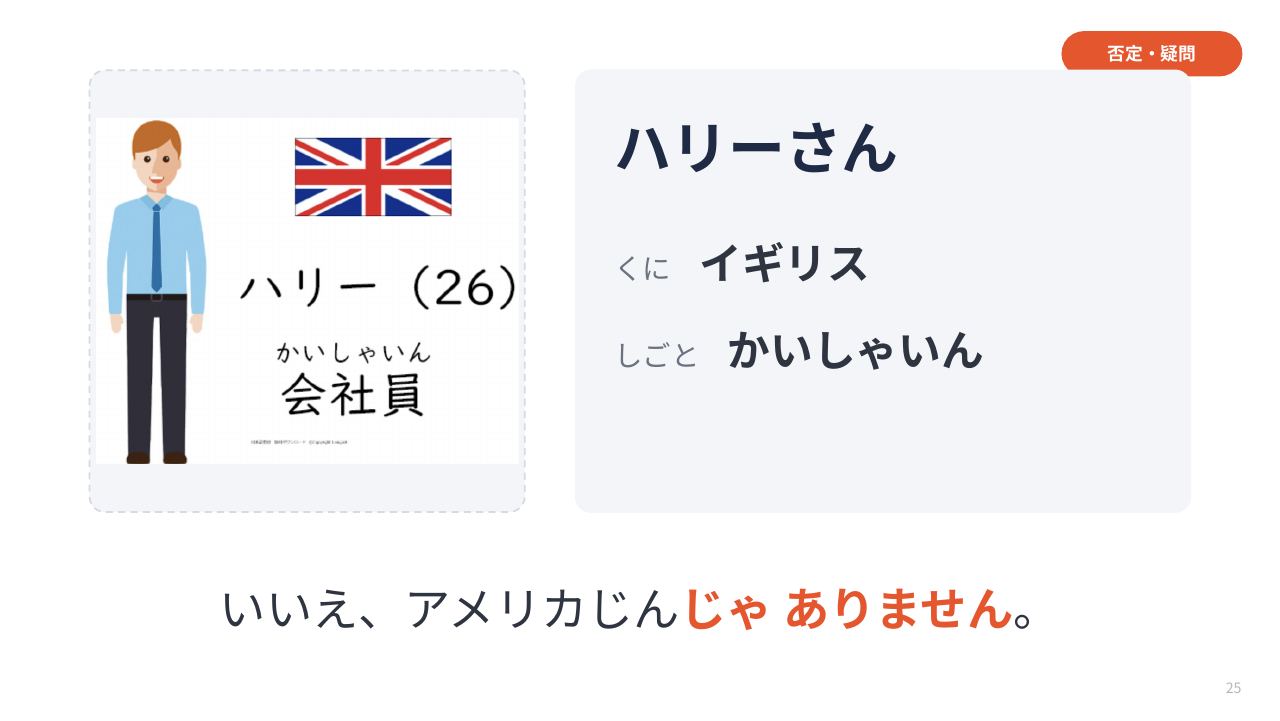 否定・疑問
ハリー（26）
かいしゃいん
会社員
ハリーさん
くに イギリス
しごと かいしゃいん
いいえ、アメリカじんじゃ ありません。
25